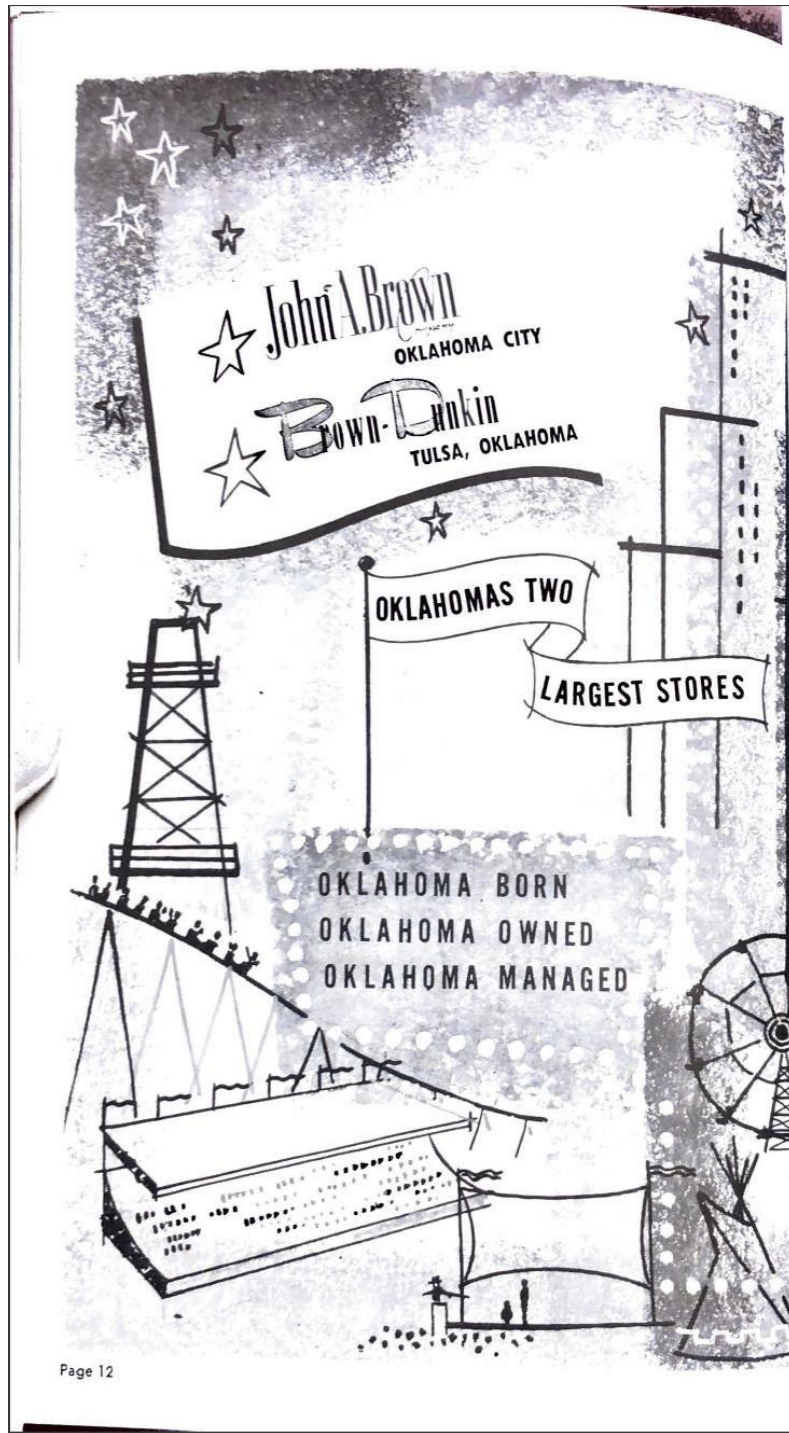 John A. Brown
OKLAHOMA CITY
Brown-Dunkin
TULSA, OKLAHOMA
OKLAHOMAS TWO
LARGEST STORES
OKLAHOMA BORN
OKLAHOMA OWNED
OKLAHOMA MANAGED
Page 12